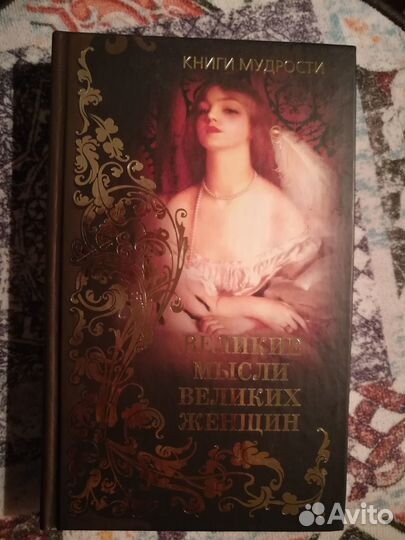 КНИГИ МУДРОСТИ
ВЕЛИКИЕ
МЫСЛИ
ВЕЛИКИХ
ЖЕНЩИН
Avito